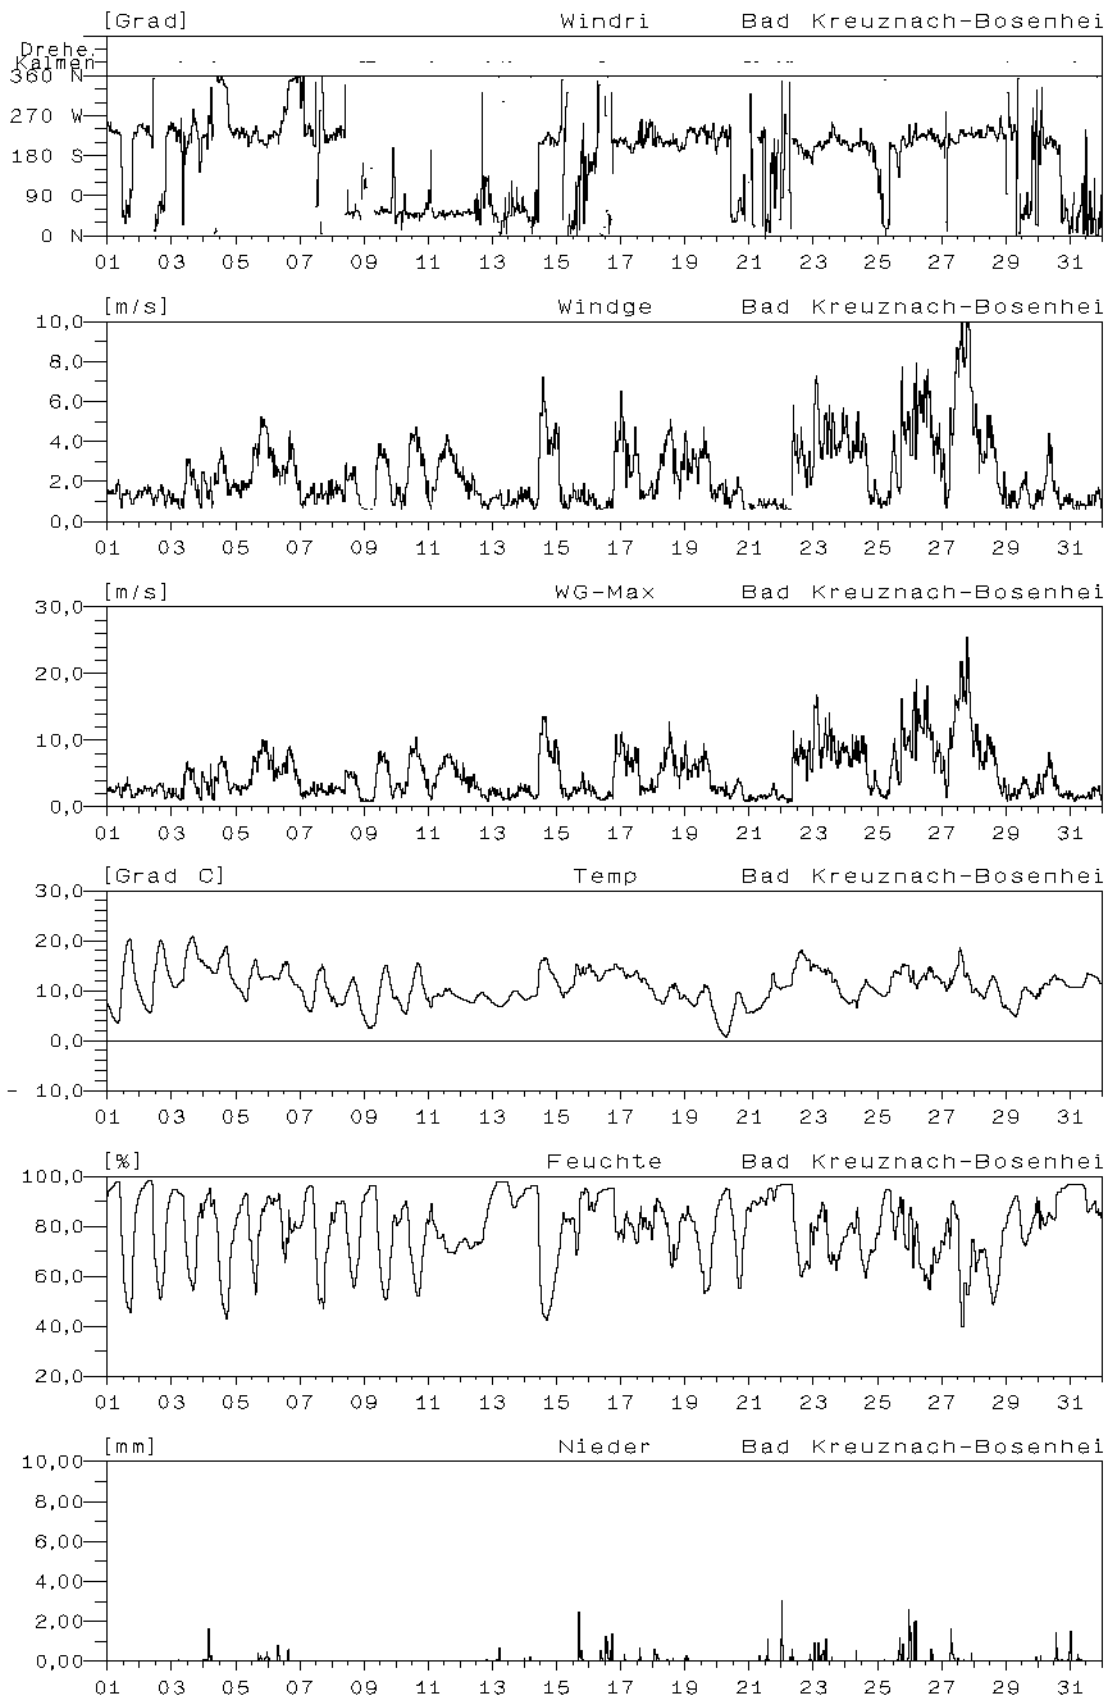 [Grad] Windri Bad Kreuznach-Bosenhei
Drehe.
Kalmen
360 N
270 W
180 S
90 O
0 N
01 03 05 07 09 11 13 15 17 19 21 23 25 27 29 31
[m/s] Windge Bad Kreuznach-Bosenhei
10,0
8,0
6,0
4,0
2,0
0,0
01 03 05 07 09 11 13 15 17 19 21 23 25 27 29 31
[m/s] WG-Max Bad Kreuznach-Bosenhei
30,0
20,0
10,0
0,0
01 03 05 07 09 11 13 15 17 19 21 23 25 27 29 31
[Grad C] Temp Bad Kreuznach-Bosenhei
30,0
20,0
10,0
0,0
- 10,0
01 03 05 07 09 11 13 15 17 19 21 23 25 27 29 31
[%] Feuchte Bad Kreuznach-Bosenhei
100,0
80,0
60,0
40,0
20,0
01 03 05 07 09 11 13 15 17 19 21 23 25 27 29 31
[mm] Nieder Bad Kreuznach-Bosenhei
10,00
8,00
6,00
4,00
2,00
0,00
01 03 05 07 09 11 13 15 17 19 21 23 25 27 29 31